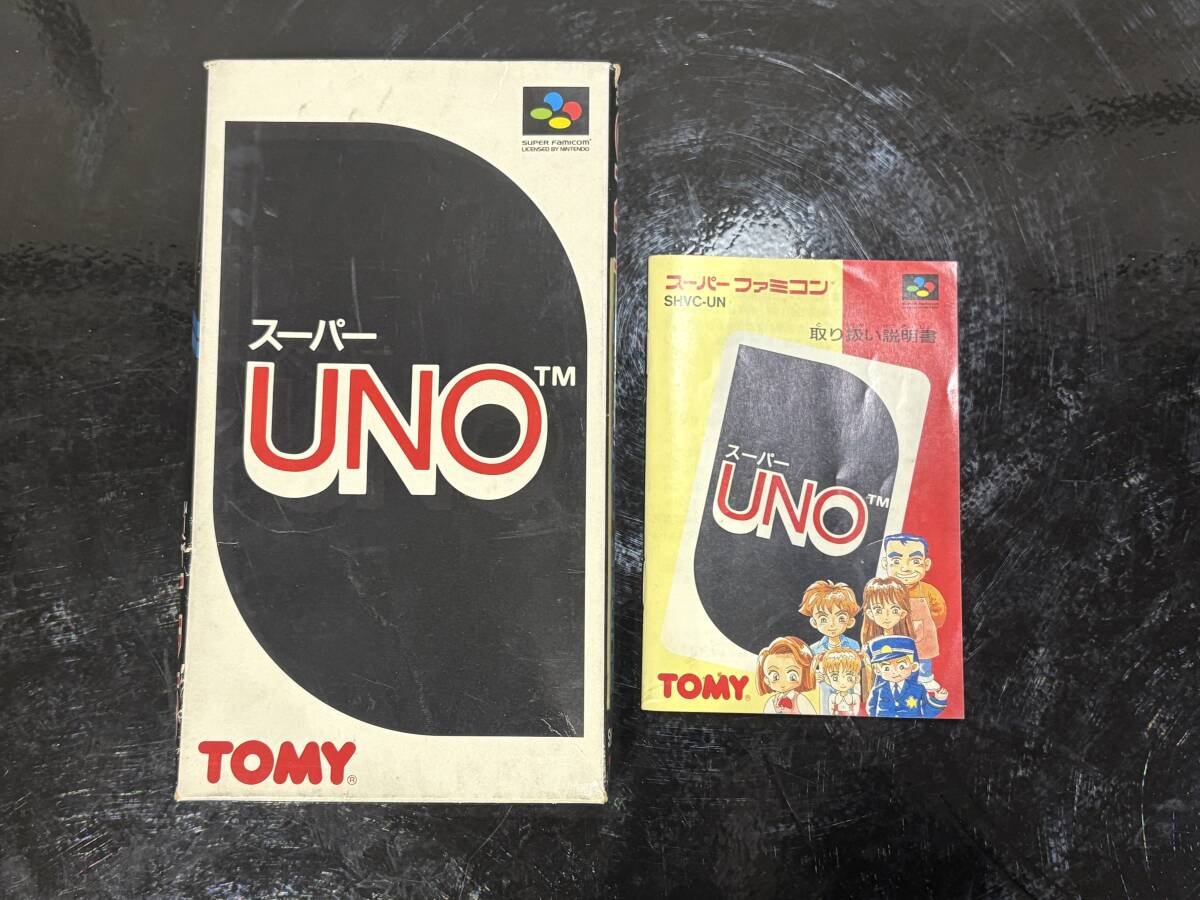 SUPER FAMICOM
LICENSED BY NINTENDO
スーパー
UNO™
TOMY®
スーパーファミコン
SHVC-UN
取り扱い説明書
スーパー
UNO™
TOMY®